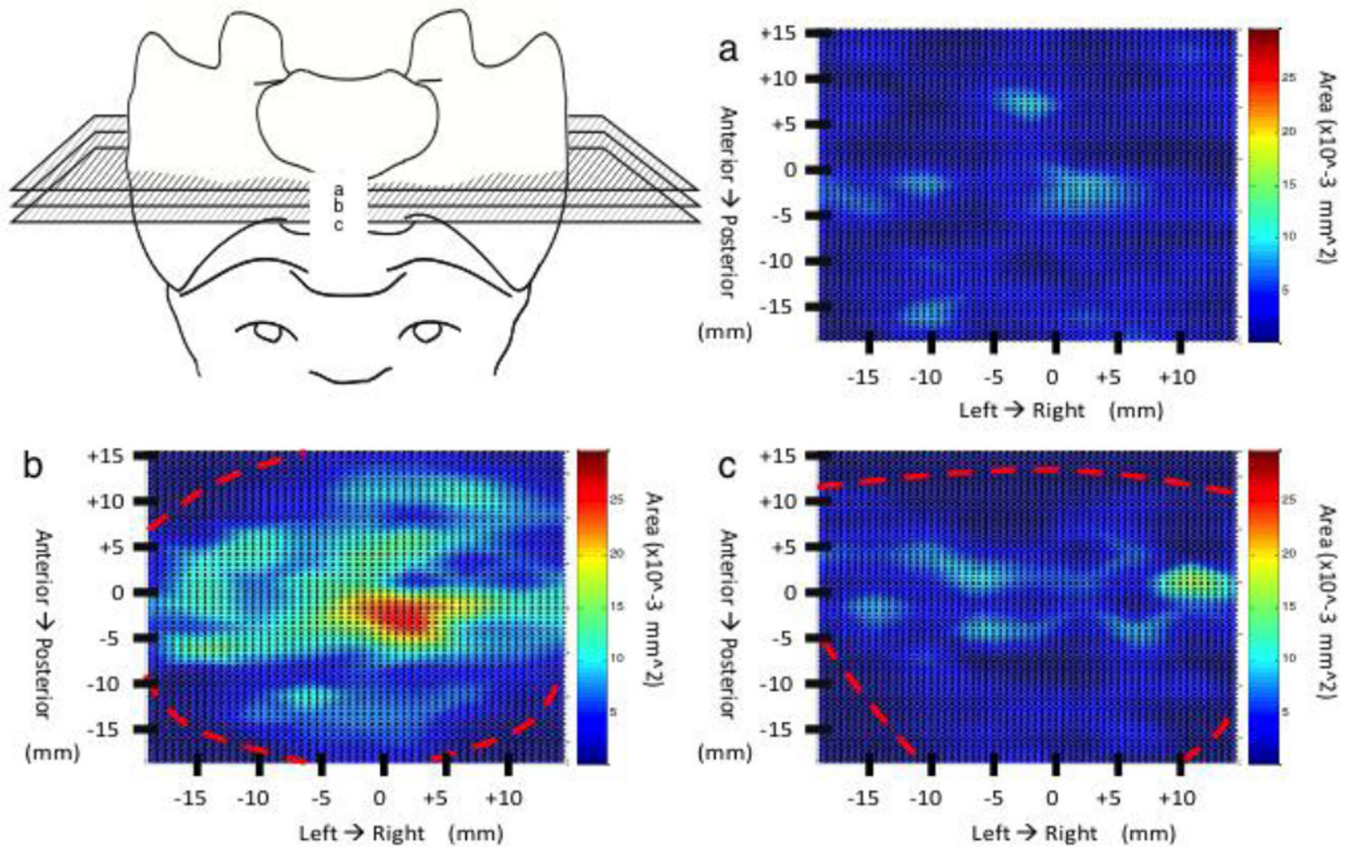 a
b
c
a
+15
+10
+5
0
-5
-10
-15
Anterior → Posterior
(mm)
-15 -10 -5 0 +5 +10
Left → Right (mm)
25
20
15
10
5
Area (x10^-3 mm^2)
b
+15
+10
+5
0
-5
-10
-15
Anterior → Posterior
(mm)
-15 -10 -5 0 +5 +10
Left → Right (mm)
25
20
15
10
5
Area (x10^-3 mm^2)
c
+15
+10
+5
0
-5
-10
-15
Anterior → Posterior
(mm)
-15 -10 -5 0 +5 +10
Left → Right (mm)
25
20
15
10
5
Area (x10^-3 mm^2)